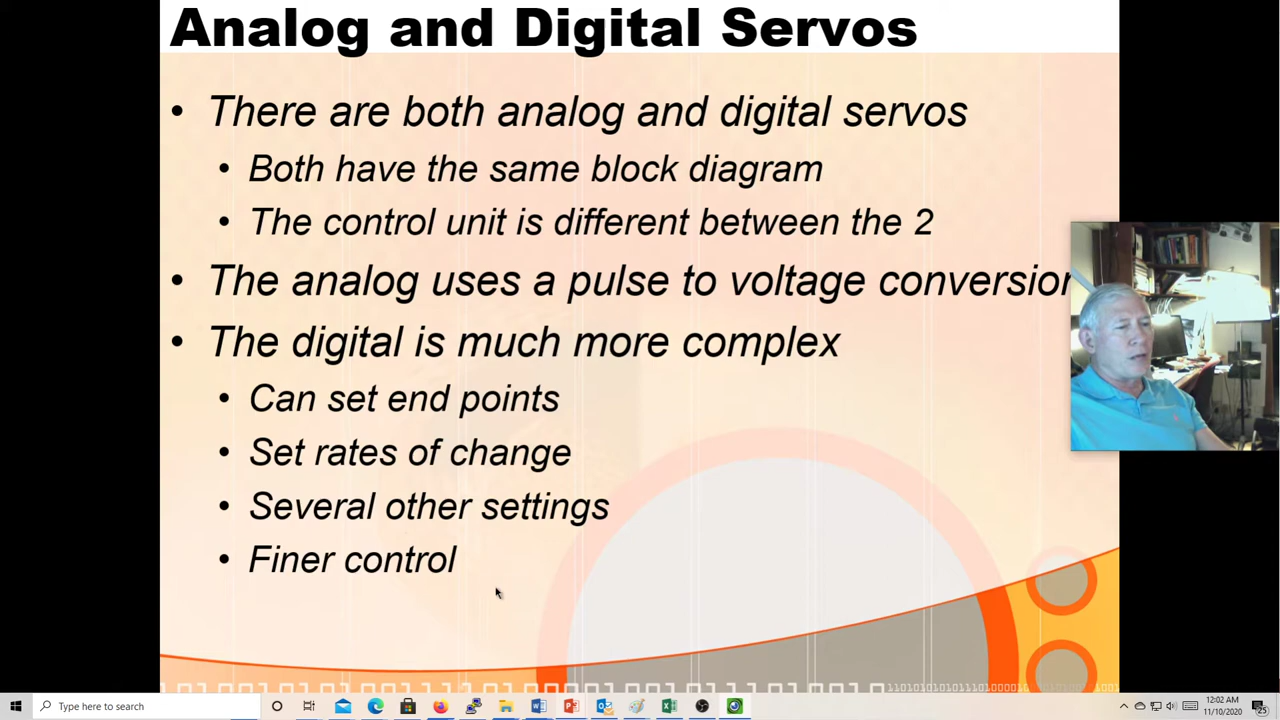 Analog and Digital Servos
• There are both analog and digital servos
• Both have the same block diagram
• The control unit is different between the 2
• The analog uses a pulse to voltage conversion
• The digital is much more complex
• Can set end points
• Set rates of change
• Several other settings
• Finer control
Type here to search
12:02 AM
11/10/2020
25